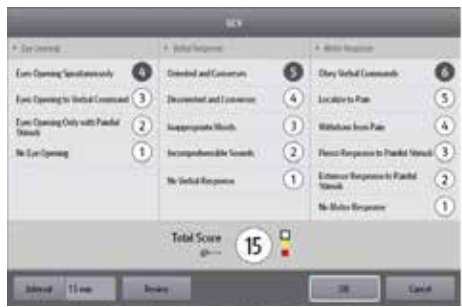 GCS
Eye Opening
Verbal Response
Motor Response
Eyes Opening Spontaneously 4
Eyes Opening to Verbal Command 3
Eyes Opening Only with Painful
Stimuli 2
No Eye Opening 1
Oriented and Converses 5
Disoriented and Converses 4
Inappropriate Words 3
Incomprehensible Sounds 2
No Verbal Response 1
Obey Verbal Commands 6
Localize to Pain 5
Withdraw from Pain 4
Flexor Response to Painful Stimuli 3
Extensor Response to Painful
Stimuli 2
No Motor Response 1
Total Score 15
Interval 15 min
Review
OK
Cancel